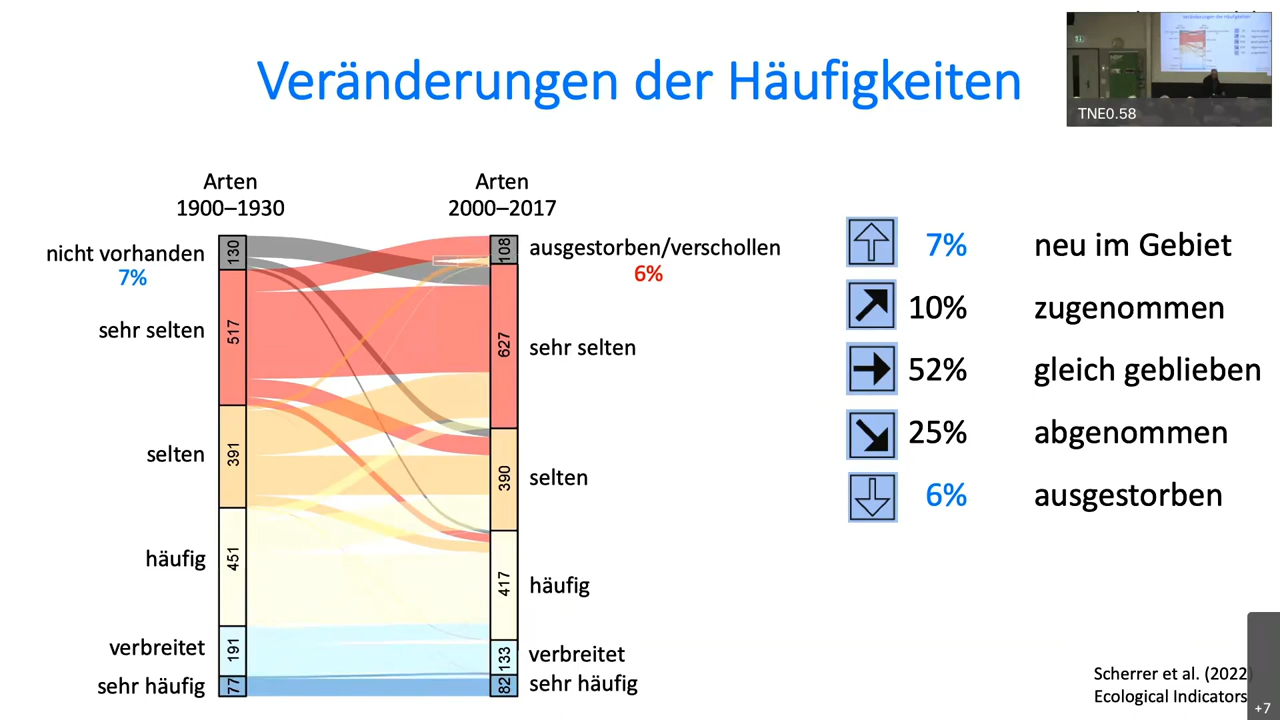 Veränderungen der Häufigkeiten
TNE0.58
Arten
1900–1930
Arten
2000–2017
nicht vorhanden
7%
sehr selten
selten
häufig
verbreitet
sehr häufig
130
517
391
451
191
77
108
627
390
417
133
82
ausgestorben/verschollen
6%
sehr selten
selten
häufig
verbreitet
sehr häufig
7% neu im Gebiet
10% zugenommen
52% gleich geblieben
25% abgenommen
6% ausgestorben
Scherrer et al. (2022)
Ecological Indicators
+7